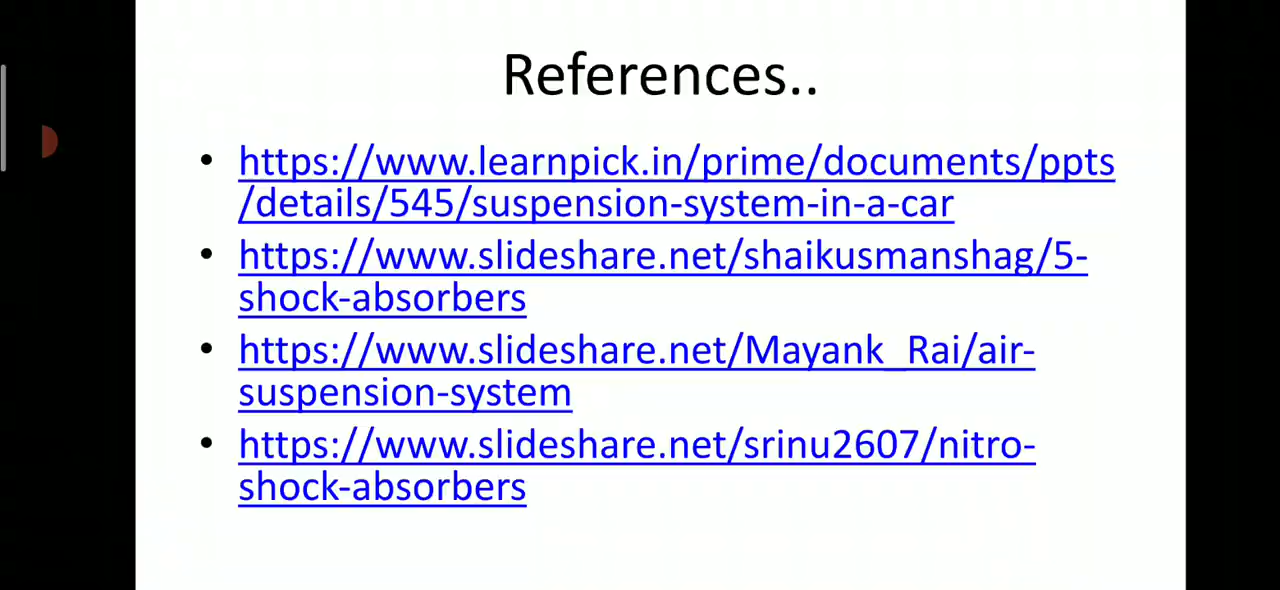 References..
• https://www.learnpick.in/prime/documents/ppts
/details/545/suspension-system-in-a-car
• https://www.slideshare.net/shaikusmanshag/5-
shock-absorbers
• https://www.slideshare.net/Mayank_Rai/air-
suspension-system
• https://www.slideshare.net/srinu2607/nitro-
shock-absorbers